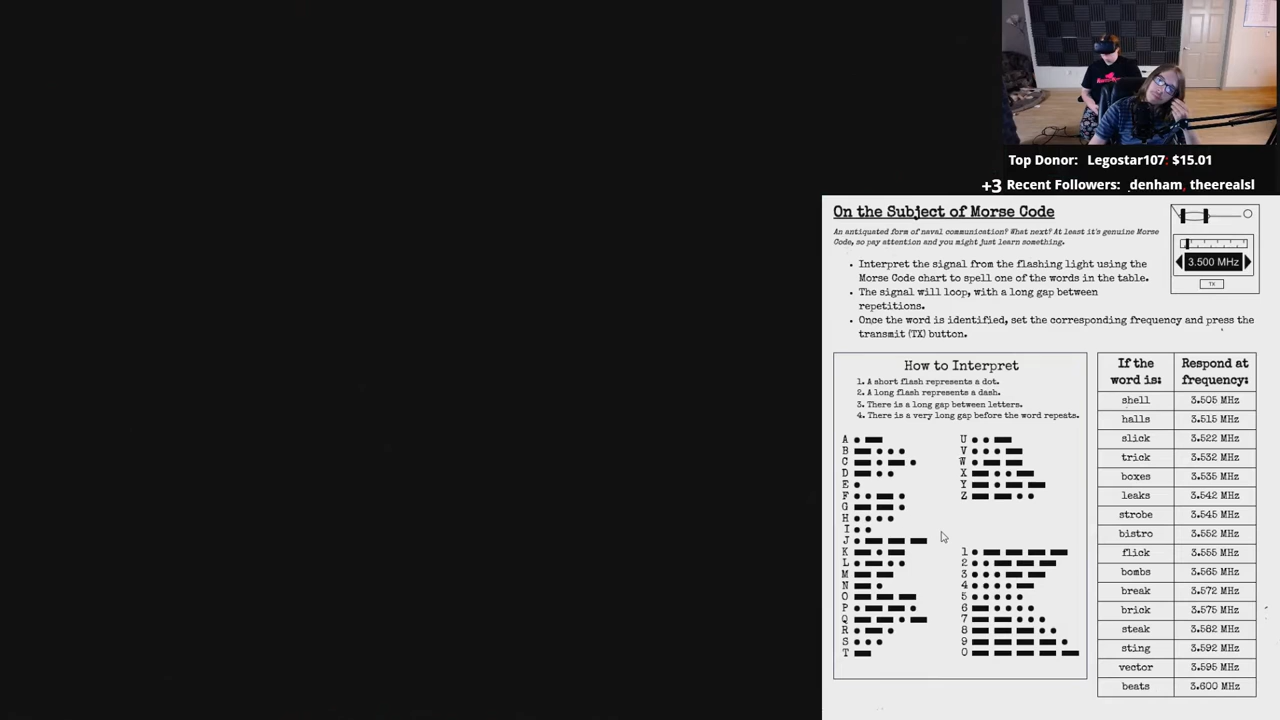 Top Donor: Legostar107: $15.01
+3 Recent Followers: _denham, theerealsl
On the Subject of Morse Code
An antiquated form of naval communication? What next? At least it's genuine Morse
Code, so pay attention and you might just learn something.
3.500 MHz
TX
• Interpret the signal from the flashing light using the
Morse Code chart to spell one of the words in the table.
• The signal will loop, with a long gap between
repetitions.
• Once the word is identified, set the corresponding frequency and press the
transmit (TX) button.
How to Interpret
1. A short flash represents a dot.
2. A long flash represents a dash.
3. There is a long gap between letters.
4. There is a very long gap before the word repeats.
A
B
C
D
E
F
G
H
I
J
K
L
M
N
O
P
Q
R
S
T
U
V
W
X
Y
Z
1
2
3
4
5
6
7
8
9
0
If the word is: Respond at frequency:
shell 3.505 MHz
halls 3.515 MHz
slick 3.522 MHz
trick 3.532 MHz
boxes 3.535 MHz
leaks 3.542 MHz
strobe 3.545 MHz
bistro 3.552 MHz
flick 3.555 MHz
bombs 3.565 MHz
break 3.572 MHz
brick 3.575 MHz
steak 3.582 MHz
sting 3.592 MHz
vector 3.595 MHz
beats 3.600 MHz